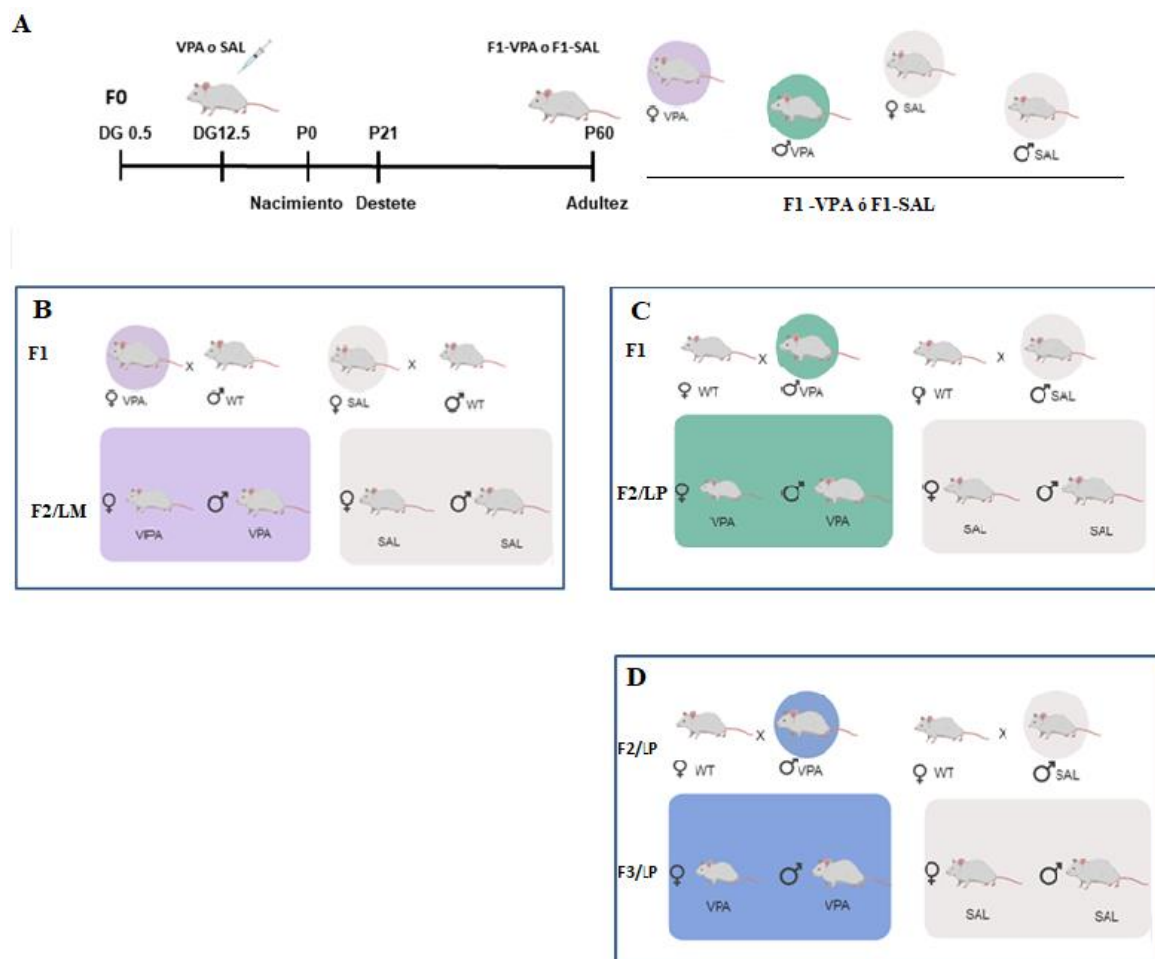 A
VPA o SAL
F1-VPA o F1-SAL
F0
DG 0.5 DG12.5 P0 P21 P60
Nacimiento Destete Adultez
♀ VPA.
♂ VPA
♀ SAL
♂ SAL
F1 -VPA ó F1-SAL
B
F1
x x
♀ VPA. ♂ WT ♀ SAL ♂ WT
F2/LM
♀ ♂ ♀ ♂
VPA VPA SAL SAL
C
F1
x x
♀ WT ♂ VPA ♀ WT ♂ SAL
F2/LP
♀ ♂ ♀ ♂
VPA VPA SAL SAL
D
F2/LP
x x
♀ WT ♂ VPA ♀ WT ♂ SAL
F3/LP
♀ ♂ ♀ ♂
VPA VPA SAL SAL